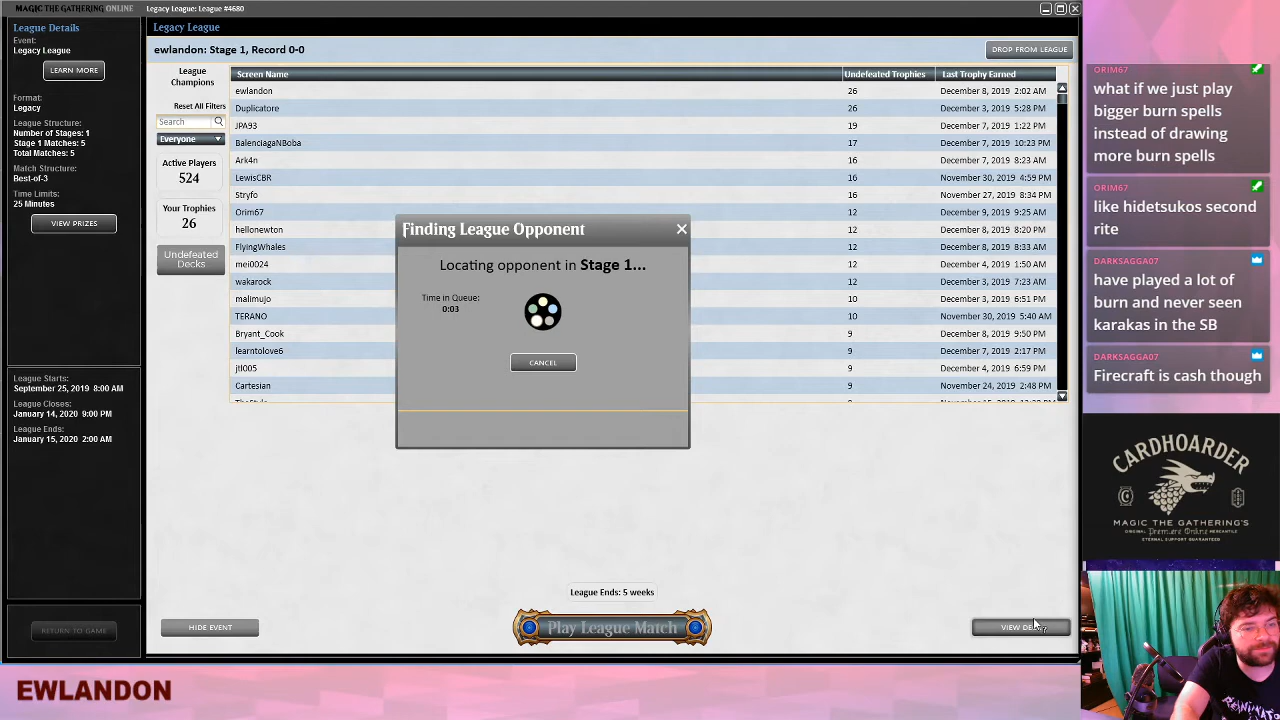 MAGIC THE GATHERING ONLINE
Legacy League: League #4680
League Details
Event:
Legacy League
LEARN MORE
Format:
Legacy
League Structure:
Number of Stages: 1
Stage 1 Matches: 5
Total Matches: 5
Match Structure:
Best-of-3
Time Limits:
25 Minutes
VIEW PRIZES
League Starts:
September 25, 2019 8:00 AM
League Closes:
January 14, 2020 9:00 PM
League Ends:
January 15, 2020 2:00 AM
RETURN TO GAME
Legacy League
ewlandon: Stage 1, Record 0-0
DROP FROM LEAGUE
League
Champions
Reset All Filters
Search
Everyone
Active Players
524
Your Trophies
26
Undefeated
Decks
Screen Name Undefeated Trophies Last Trophy Earned
ewlandon 26 December 8, 2019 2:02 AM
Duplicatore 26 December 3, 2019 5:28 PM
JPA93 19 December 7, 2019 1:22 PM
BalenciagaNBoba 17 December 7, 2019 10:23 PM
Ark4n 16 December 7, 2019 8:23 AM
LewisCBR 16 November 30, 2019 4:59 PM
Stryfo 16 November 27, 2019 8:34 PM
Orim67 12 December 9, 2019 9:25 AM
hellonewton 12 December 8, 2019 8:20 PM
FlyingWhales 12 December 8, 2019 8:33 AM
mei0024 12 December 4, 2019 1:50 AM
wakarock 12 December 3, 2019 7:23 AM
malimujo 10 December 3, 2019 6:51 PM
TERANO 10 November 30, 2019 5:40 AM
Bryant_Cook 9 December 8, 2019 9:50 PM
learntolove6 9 December 7, 2019 2:17 PM
jtl005 9 December 4, 2019 6:59 PM
Cartesian 9 November 24, 2019 2:48 PM
Finding League Opponent
Locating opponent in Stage 1...
Time in Queue:
0:03
CANCEL
League Ends: 5 weeks
HIDE EVENT
Play League Match
VIEW DE
ORIM67
what if we just play
bigger burn spells
instead of drawing
more burn spells
ORIM67
like hidetsukos second
rite
DARKSAGGA07
have played a lot of
burn and never seen
karakas in the SB
DARKSAGGA07
Firecraft is cash though
CARDHOARDER
MAGIC THE GATHERING'S
ORIGINAL Premiere Online MERCANTILE
ETERNAL SUPPORT GUARANTEED
EWLANDON